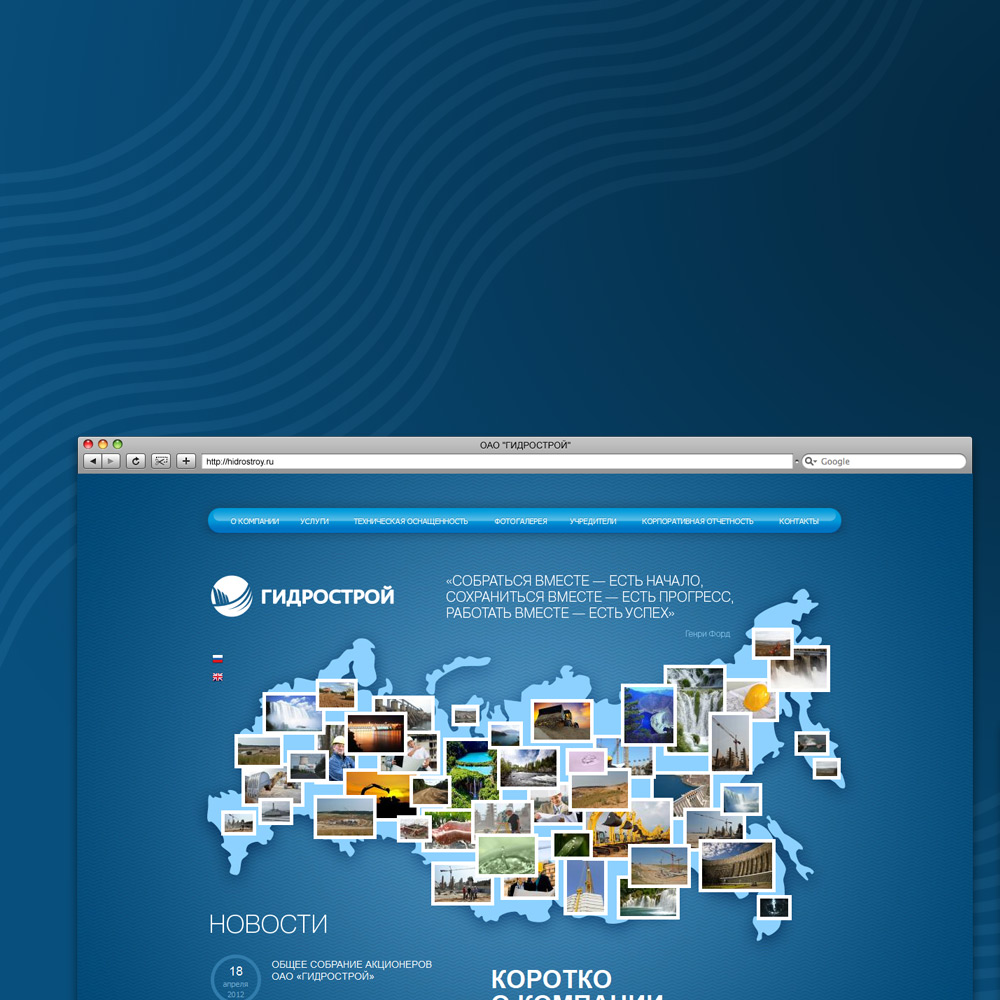 ОАО "ГИДРОСТРОЙ"
http://hidrostroy.ru
Google
О КОМПАНИИ УСЛУГИ ТЕХНИЧЕСКАЯ ОСНАЩЕННОСТЬ ФОТОГАЛЕРЕЯ УЧРЕДИТЕЛИ КОРПОРАТИВНАЯ ОТЧЕТНОСТЬ КОНТАКТЫ
ГИДРОСТРОЙ
«СОБРАТЬСЯ ВМЕСТЕ — ЕСТЬ НАЧАЛО,
СОХРАНИТЬСЯ ВМЕСТЕ — ЕСТЬ ПРОГРЕСС,
РАБОТАТЬ ВМЕСТЕ — ЕСТЬ УСПЕХ»
Генри Форд
НОВОСТИ
18
апреля
2012
ОБЩЕЕ СОБРАНИЕ АКЦИОНЕРОВ
ОАО «ГИДРОСТРОЙ»
КОРОТКО
О КОМПАНИИ